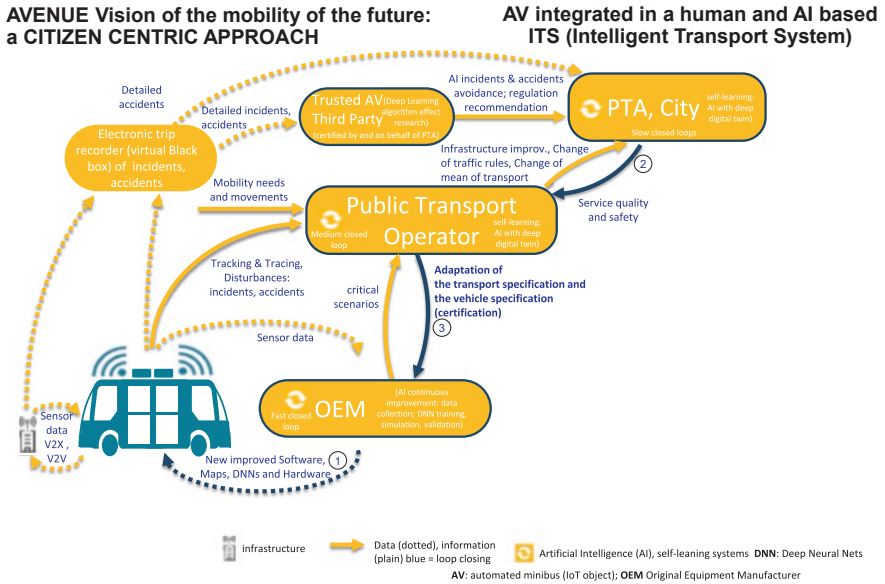 AVENUE Vision of the mobility of the future:
a CITIZEN CENTRIC APPROACH
AV integrated in a human and AI based
ITS (Intelligent Transport System)
Detailed
accidents
Detailed incidents,
accidents
Trusted AV
Third Party
(Deep Learning
algorithm effect
research)
(certified by and on behalf of PTA)
AI incidents & accidents
avoidance; regulation
recommendation
PTA, City
self-learning:
AI with deep
digital twin)
Slow closed loops
Electronic trip
recorder (virtual Black
box) of incidents,
accidents
Infrastructure improv., Change
of traffic rules, Change of
mean of transport
2
Service quality
and safety
Mobility needs
and movements
Public Transport
Operator
Medium closed
loop
self-learning:
AI with deep
digital twin)
Tracking & Tracing,
Disturbances:
incidents, accidents
critical
scenarios
Adaptation of
the transport specification and
the vehicle specification
(certification)
3
Sensor data
Fast closed
loop
OEM
(AI continuous
improvement: data
collection, DNN training,
simulation, validation)
Sensor
data
V2X ,
V2V
New improved Software,
Maps, DNNs and Hardware
1
infrastructure
Data (dotted), information
(plain) blue = loop closing
Artificial Intelligence (AI), self-leaning systems DNN: Deep Neural Nets
AV: automated minibus (IoT object); OEM Original Equipment Manufacturer